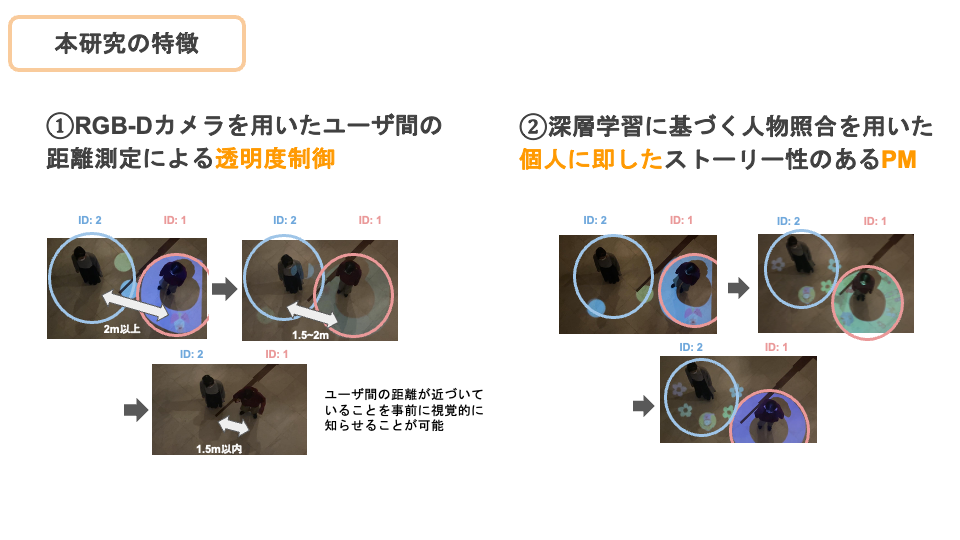 本研究の特徴
①RGB-Dカメラを用いたユーザ間の
距離測定による透明度制御
ID: 2
ID: 1
2m以上
ID: 2
ID: 1
1.5~2m
ID: 2
ID: 1
1.5m以内
ユーザ間の距離が近づいて
いることを事前に視覚的に
知らせることが可能
②深層学習に基づく人物照合を用いた
個人に即したストーリー性のあるPM
ID: 2
ID: 1
ID: 2
ID: 1
ID: 2
ID: 1